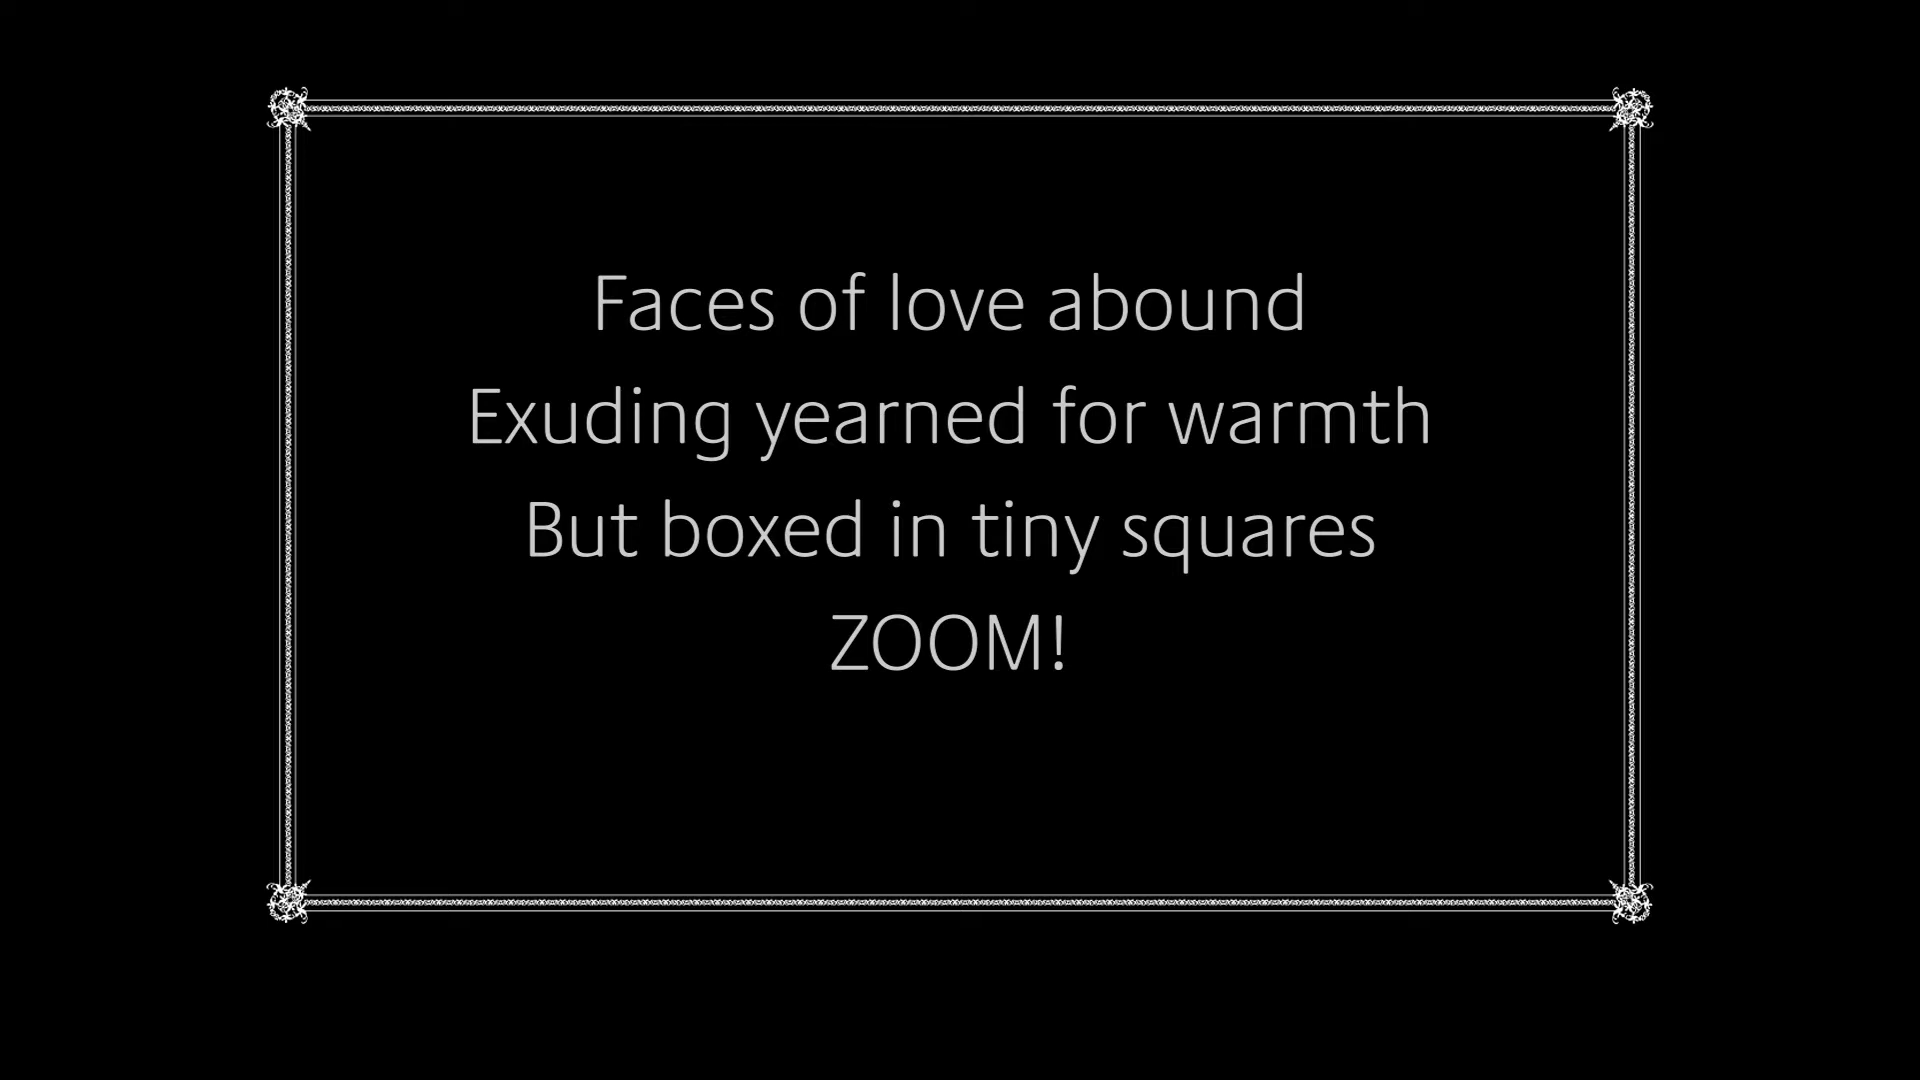 Faces of love abound
Exuding yearned for warmth
But boxed in tiny squares
ZOOM!